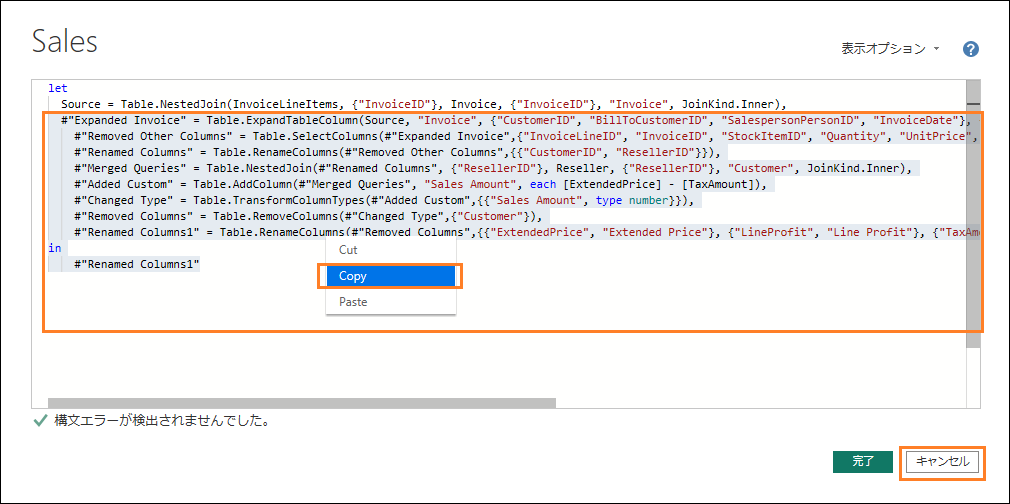 Sales
表示オプション
?
let
Source = Table.NestedJoin(InvoiceLineItems, {"InvoiceID"}, Invoice, {"InvoiceID"}, "Invoice", JoinKind.Inner),
#"Expanded Invoice" = Table.ExpandTableColumn(Source, "Invoice", {"CustomerID", "BillToCustomerID", "SalespersonPersonID", "InvoiceDate"},
#"Removed Other Columns" = Table.SelectColumns(#"Expanded Invoice",{"InvoiceLineID", "InvoiceID", "StockItemID", "Quantity", "UnitPrice",
#"Renamed Columns" = Table.RenameColumns(#"Removed Other Columns",{{"CustomerID", "ResellerID"}}),
#"Merged Queries" = Table.NestedJoin(#"Renamed Columns", {"ResellerID"}, Reseller, {"ResellerID"}, "Customer", JoinKind.Inner),
#"Added Custom" = Table.AddColumn(#"Merged Queries", "Sales Amount", each [ExtendedPrice] - [TaxAmount]),
#"Changed Type" = Table.TransformColumnTypes(#"Added Custom",{{"Sales Amount", type number}}),
#"Removed Columns" = Table.RemoveColumns(#"Changed Type",{"Customer"}),
#"Renamed Columns1" = Table.RenameColumns(#"Removed Columns",{{"ExtendedPrice", "Extended Price"}, {"LineProfit", "Line Profit"}, {"TaxAmo
in
#"Renamed Columns1"
Cut
Copy
Paste
構文エラーが検出されませんでした。
完了
キャンセル